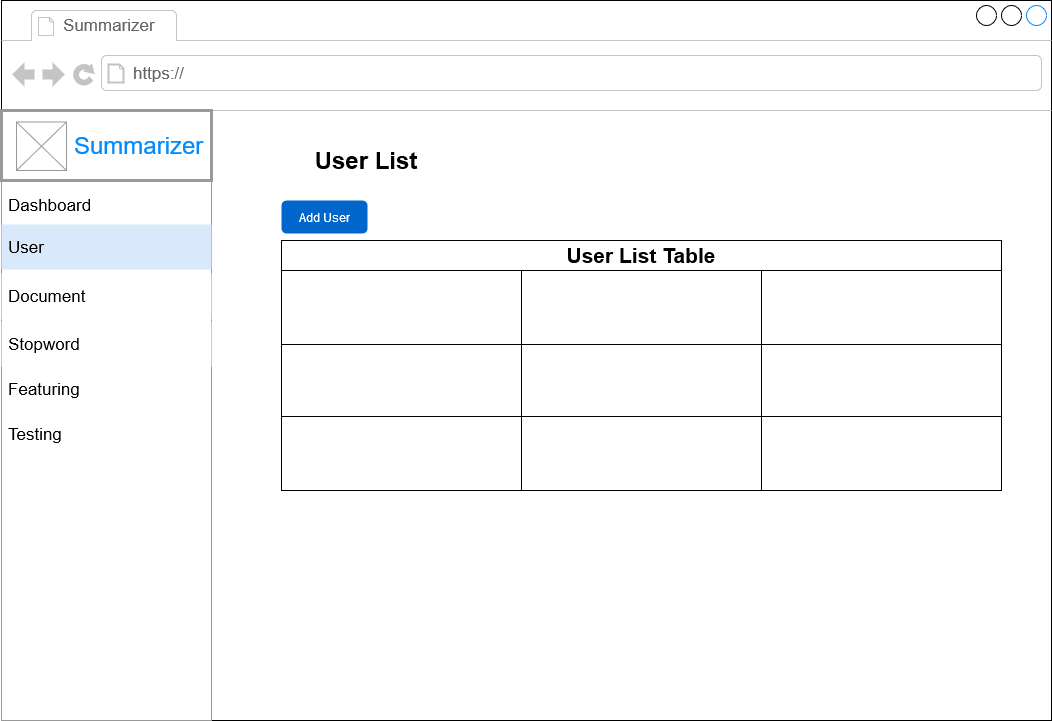 Summarizer
https://
Summarizer
Dashboard
User
Document
Stopword
Featuring
Testing
User List
Add User
User List Table